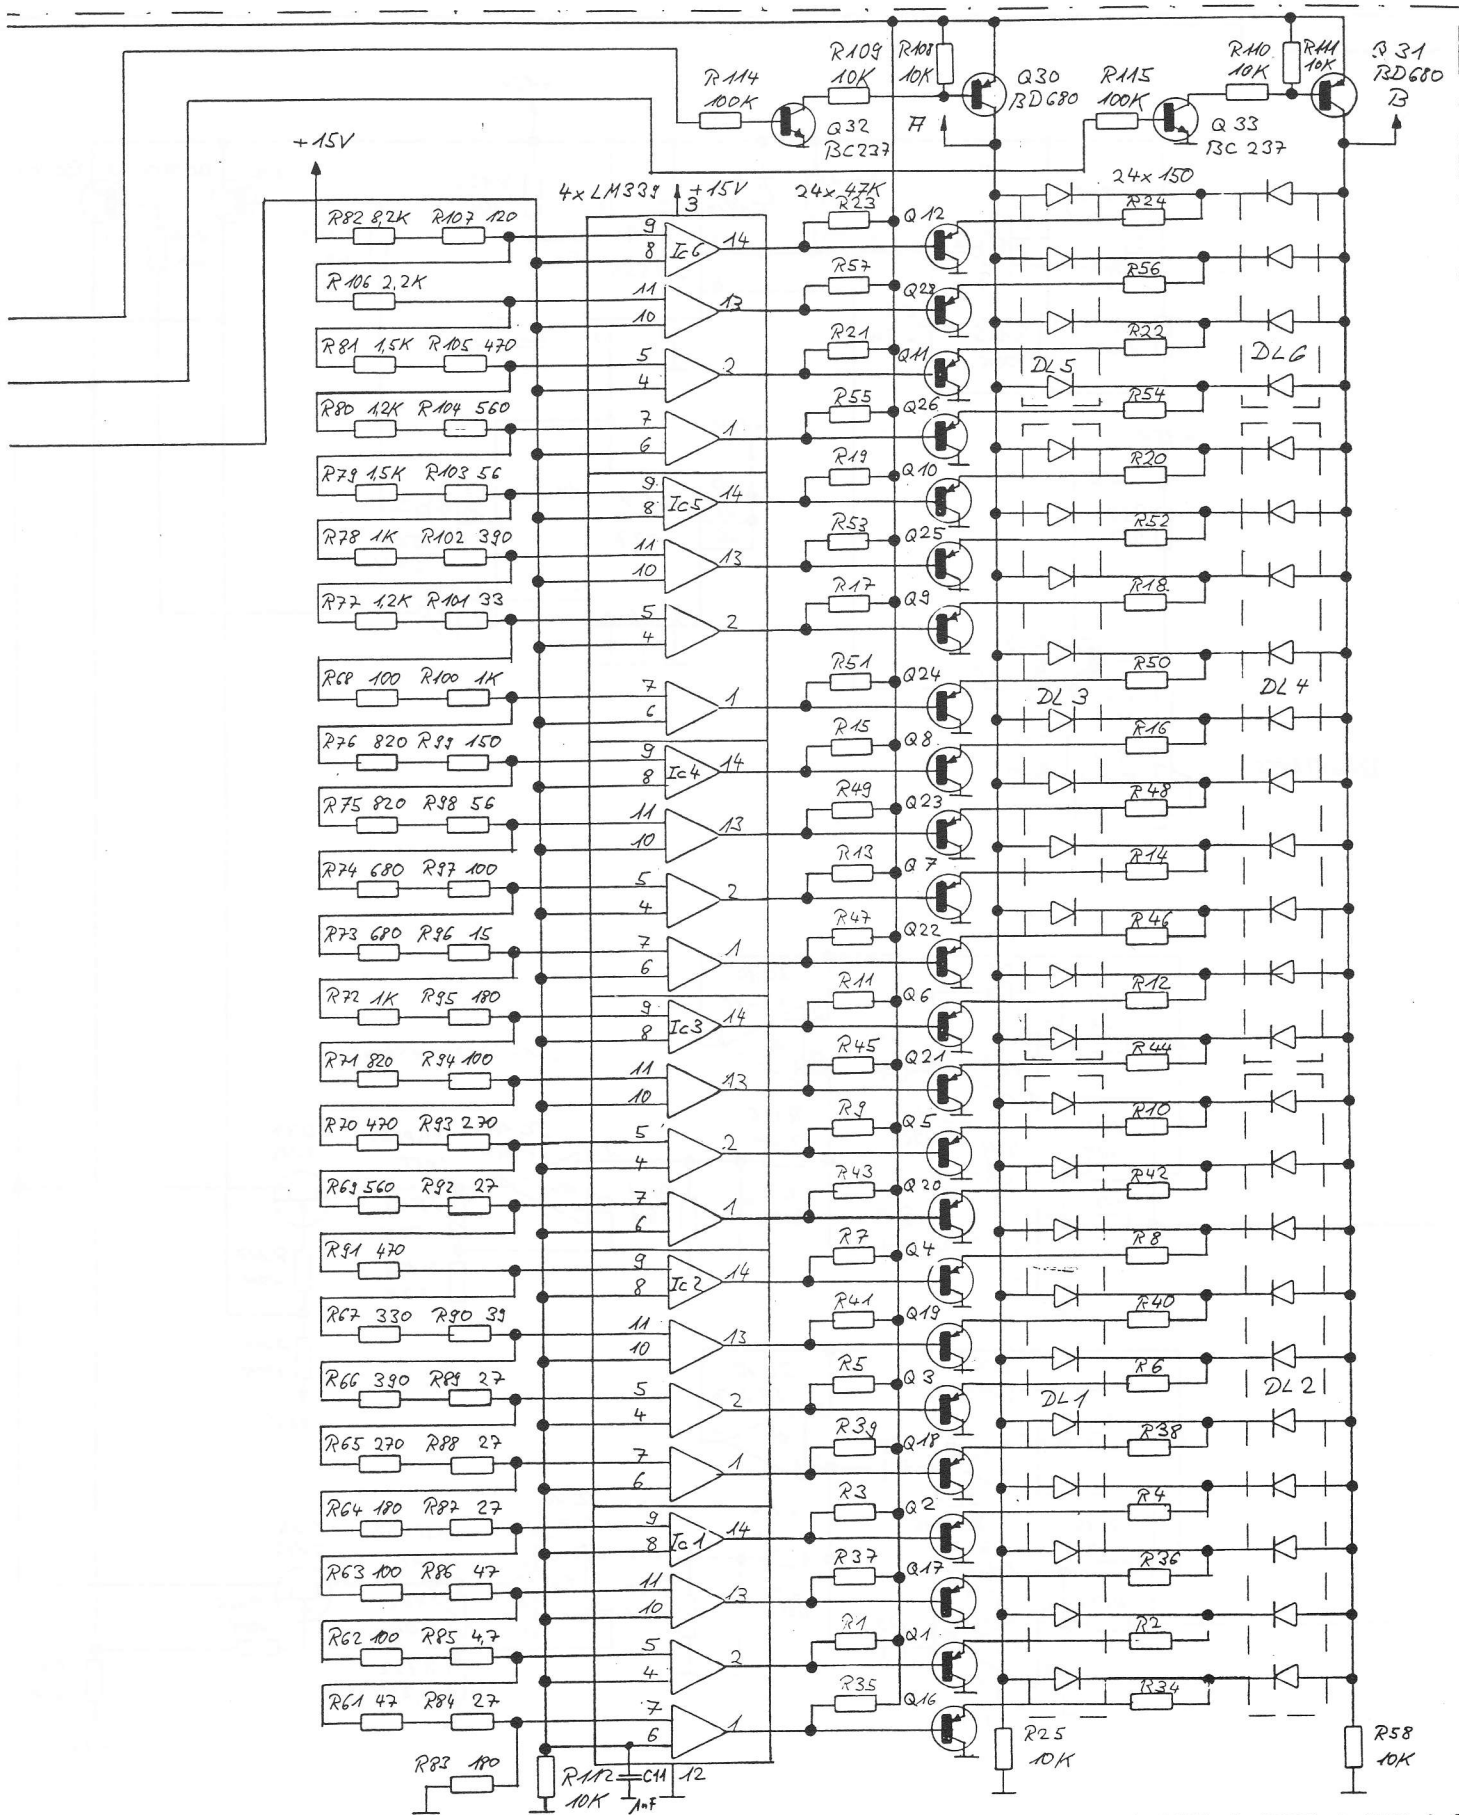 R114
100K
R109
10K
R108
10K
Q30
BD680
R115
100K
R110
10K
R111
10K
Q31
BD680
B
Q32
BC237
A
Q33
BC237
+15V
4x LM339
+15V
3
24x 47K
24x150
R82 8,2K R107 120
9
8
Ic6
14
R23
Q12
R24
R106 2,2K
11
10
13
R57
Q28
R56
R81 1,5K R105 470
5
4
2
R21
Q11
R22
DL5
DL6
R80 1,2K R104 560
7
6
1
R55
Q26
R54
R79 1,5K R103 56
9
8
Ic5
14
R19
Q10
R20
R78 1K R102 390
11
10
13
R53
Q25
R52
R77 1,2K R101 33
5
4
2
R17
Q9
R18
R68 100 R100 1K
7
6
1
R51
Q24
R50
DL3
DL4
R76 820 R99 150
9
8
Ic4
14
R15
Q8
R16
R75 820 R98 56
11
10
13
R49
Q23
R48
R74 680 R97 100
5
4
2
R13
Q7
R14
R73 680 R96 15
7
6
1
R47
Q22
R46
R72 1K R95 180
9
8
Ic3
14
R11
Q6
R12
R71 820 R94 100
11
10
13
R45
Q21
R44
R70 470 R93 270
5
4
2
R9
Q5
R10
R69 560 R92 27
7
6
1
R43
Q20
R42
R91 470
9
8
Ic2
14
R7
Q4
R8
R67 330 R90 39
11
10
13
R41
Q19
R40
R66 390 R89 27
5
4
2
R5
Q3
R6
DL1
DL2
R65 270 R88 27
7
6
1
R39
Q18
R38
R64 180 R87 27
9
8
Ic1
14
R3
Q2
R4
R63 100 R86 47
11
10
13
R37
Q17
R36
R62 100 R85 4,7
5
4
2
R1
Q1
R2
R61 47 R84 27
7
6
1
R35
Q16
R34
R83 180
R112
10K
C11
1nF
12
R25
10K
R58
10K